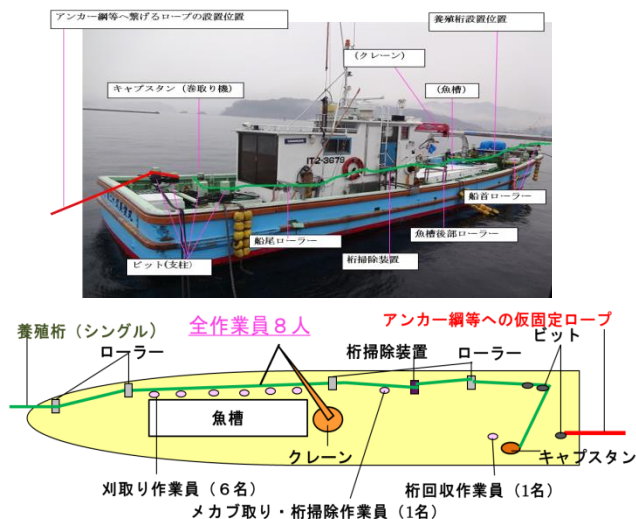 アンカー綱等へ繋げるロープの設置位置
養殖桁設置位置
(クレーン)
キャプスタン(巻取り機)
(魚槽)
IT2-3678
船首ローラー
船尾ローラー
魚槽後部ローラー
ビット(支柱)
桁掃除装置
養殖桁(シングル)
全作業員8人
アンカー綱等への仮固定ロープ
ローラー
桁掃除装置
ローラー
ビット
魚槽
クレーン
キャプスタン
刈取り作業員(6名)
桁回収作業員(1名)
メカブ取り・桁掃除作業員(1名)